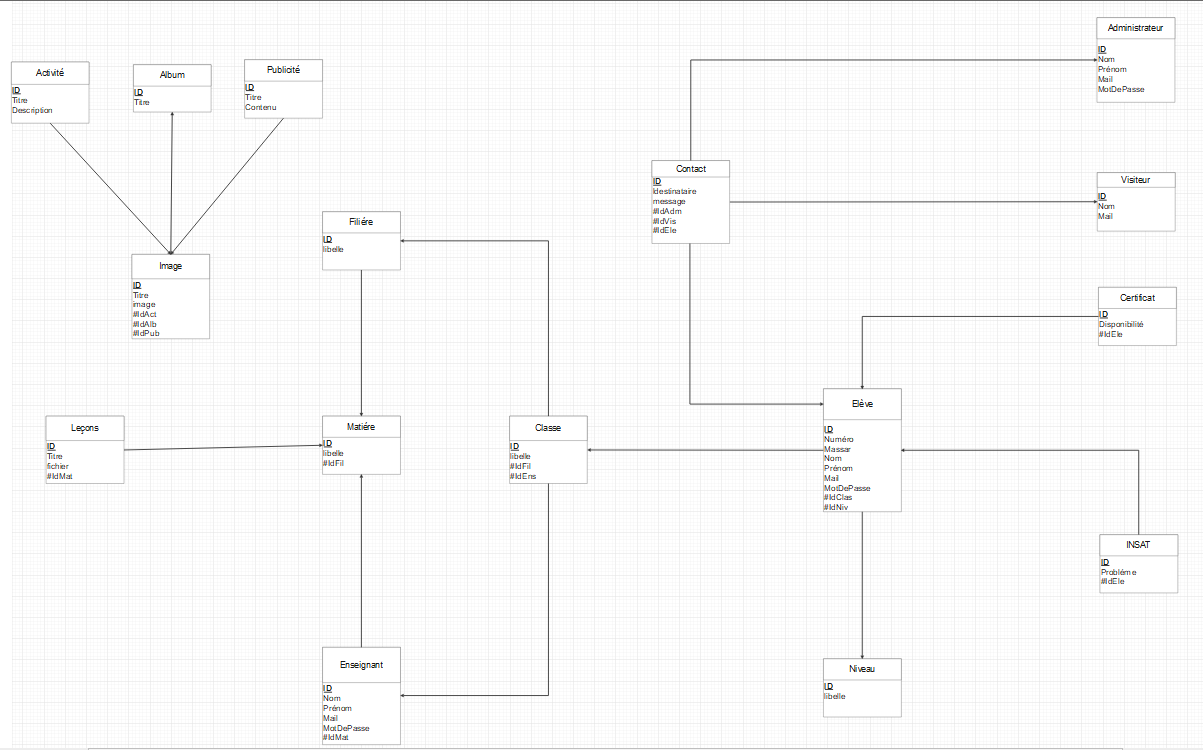 Administrateur
ID
Nom
Prénom
Mail
MotDePasse
Activité
ID
Titre
Description
Album
ID
Titre
Publicité
ID
Titre
Contenu
Contact
ID
ldestinataire
message
#IdAdm
#IdVis
#IdEle
Visiteur
ID
Nom
Mail
Filiére
ID
libelle
Image
ID
Titre
image
#IdAct
#IdAlb
#IdPub
Certificat
ID
Disponibilité
#IdEle
Leçons
ID
Titre
fichier
#IdMat
Matiére
ID
libelle
#IdFil
Classe
ID
libelle
#IdFil
#IdEns
Elève
ID
Numéro
Massar
Nom
Prénom
Mail
MotDePasse
#IdClas
#IdNiv
INSAT
ID
Probléme
#IdEle
Enseignant
ID
Nom
Prénom
Mail
MotDePasse
#IdMat
Niveau
ID
libelle